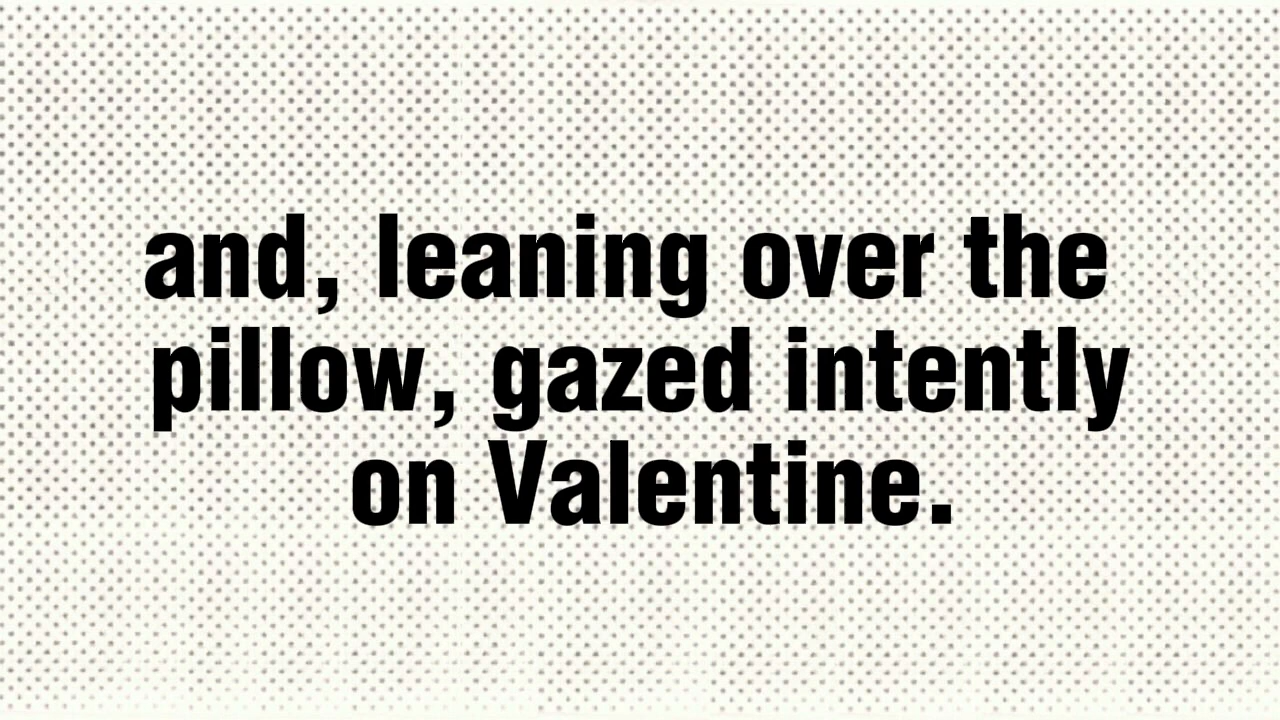 and, leaning over the
pillow, gazed intently
on Valentine.